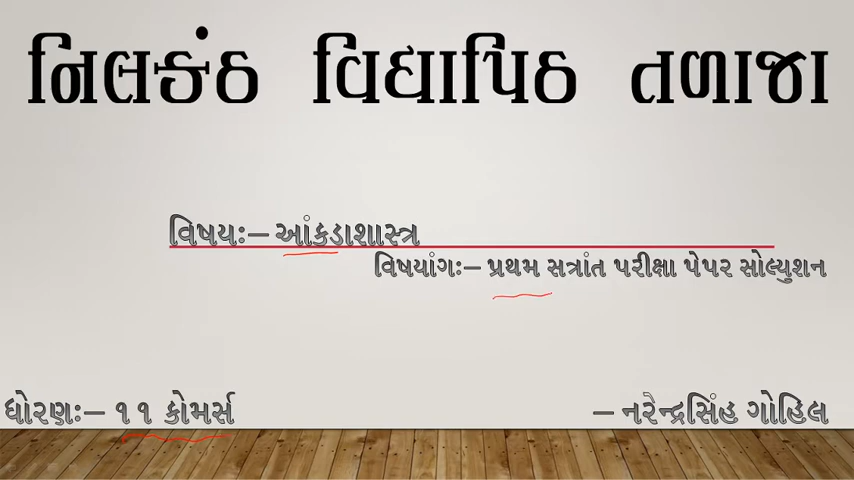 નિલકંઠ વિદ્યાપિઠ તળાજા
વિષયઃ– આંકડાશાસ્ત્ર
વિષયાંગઃ– પ્રથમ સત્રાંત પરીક્ષા પેપર સોલ્યુશન
ધોરણઃ– ૧૧ કોમર્સ
– નરેન્દ્રસિંહ ગોહિલ